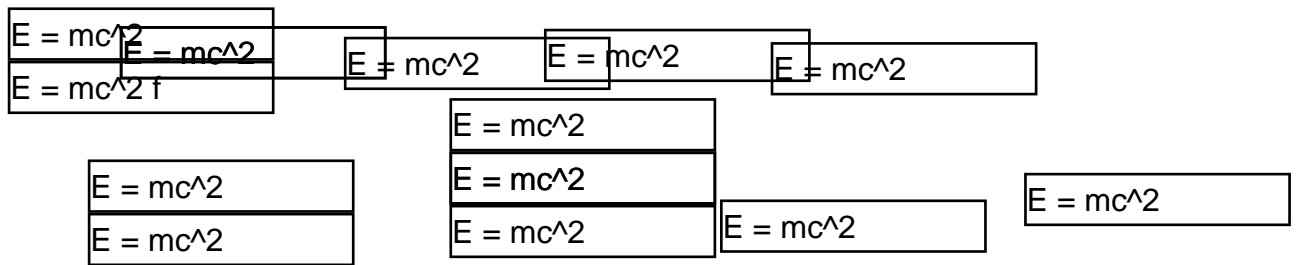 E = mc^2
E = mc^2
E = mc^2
E = mc^2
E = mc^2
E = mc^2 f
E = mc^2
E = mc^2
E = mc^2
E = mc^2
E = mc^2
E = mc^2
E = mc^2
E = mc^2